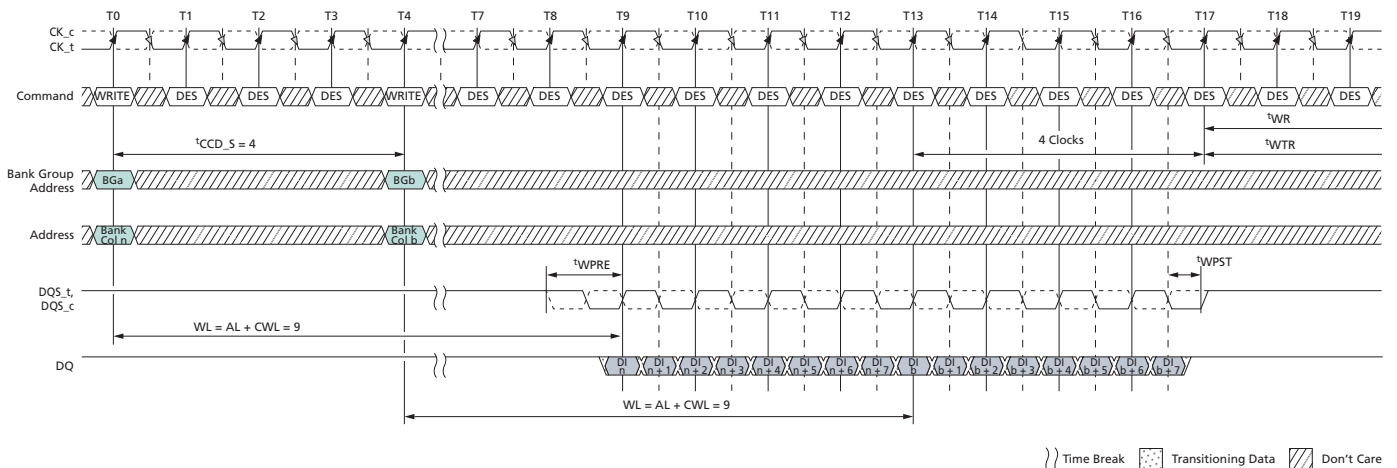 T0 T1 T2 T3 T4 T7 T8 T9 T10 T11 T12 T13 T14 T15 T16 T17 T18 T19
CK_c
CK_t
Command WRITE DES DES DES WRITE DES DES DES DES DES DES DES DES DES DES DES DES DES
tWR
tCCD_S = 4 4 Clocks tWTR
Bank Group
Address BGa BGb
Address Bank
Col n Bank
Col b
tWPRE tWPST
DQS_t,
DQS_c
WL = AL + CWL = 9
DQ DI
n DI
n + 1 DI
n + 2 DI
n + 3 DI
n + 4 DI
n + 5 DI
n + 6 DI
n + 7 DI
b DI
b + 1 DI
b + 2 DI
b + 3 DI
b + 4 DI
b + 5 DI
b + 6 DI
b + 7
WL = AL + CWL = 9
Time Break Transitioning Data Don't Care